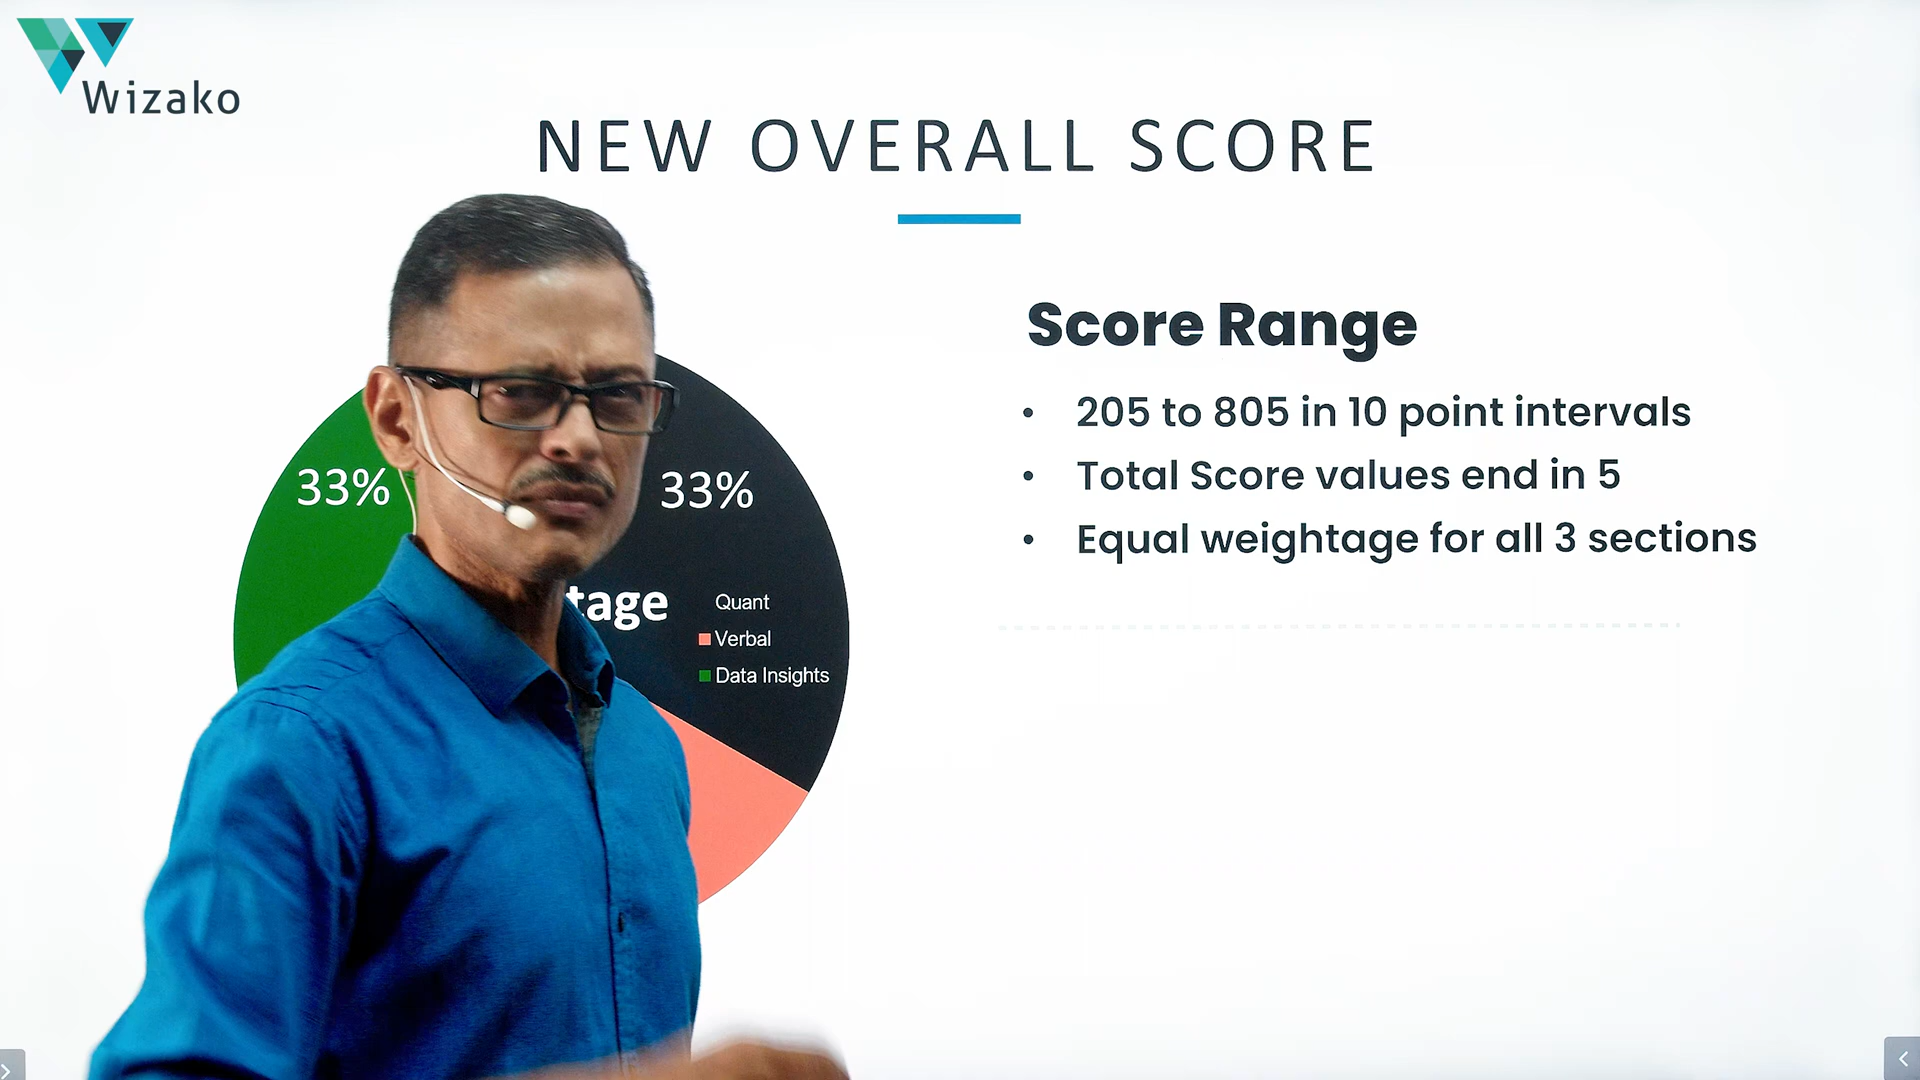 Wizako
NEW OVERALL SCORE
Score Range
• 205 to 805 in 10 point intervals
• Total Score values end in 5
• Equal weightage for all 3 sections
33%
33%
tage
Quant
Verbal
Data Insights